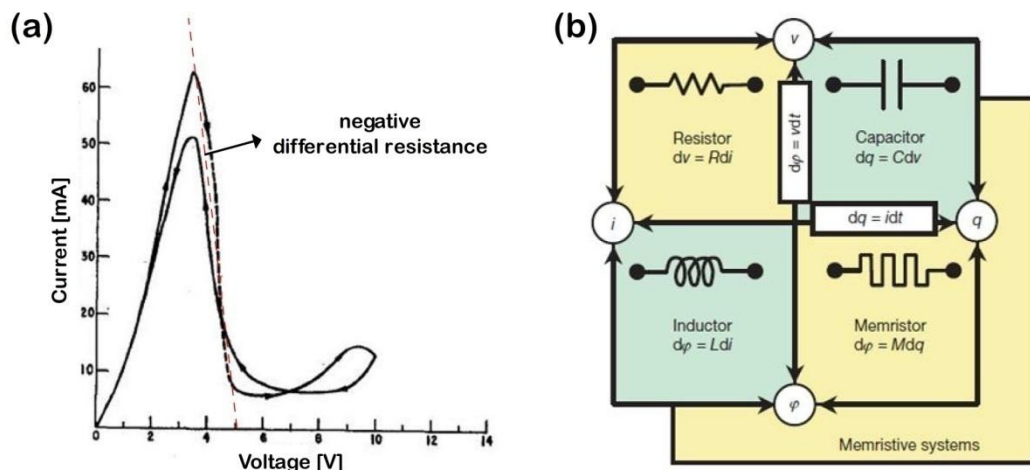 (a)
60
50
40
30
20
10
0
2
4
6
8
10
12
14
Current [mA]
Voltage [V]
negative
differential resistance
(b)
v
Resistor
dv = Rdi
dφ = vdt
Capacitor
dq = Cdv
i
dq = idt
q
Inductor
dφ = Ldi
Memristor
dφ = Mdq
φ
Memristive systems